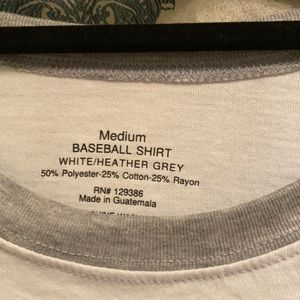 Medium
BASEBALL SHIRT
WHITE/HEATHER GREY
50% Polyester-25% Cotton-25% Rayon
RN# 129386
Made in Guatemala